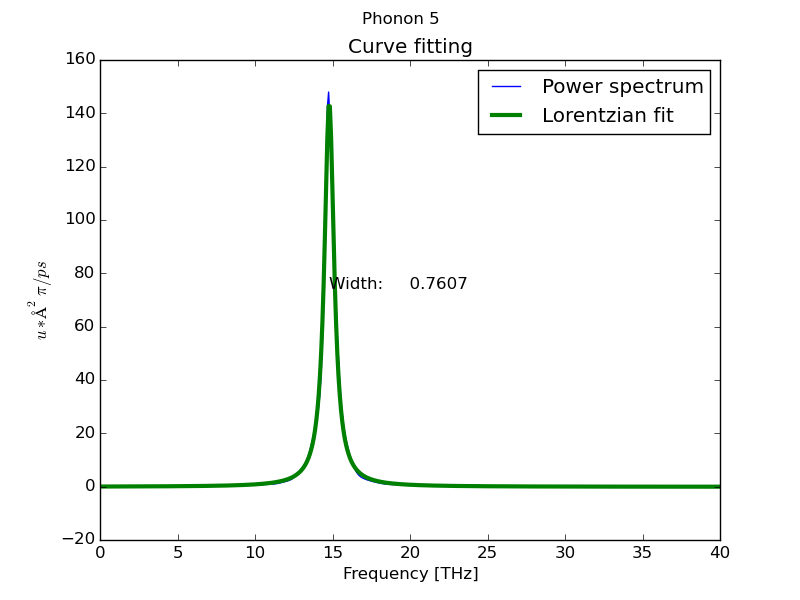 Phonon 5
Curve fitting
160
140
120
100
80
60
40
20
0
−20
u∗Å² π/ps
Power spectrum
Lorentzian fit
Width: 0.7607
0 5 10 15 20 25 30 35 40
Frequency [THz]